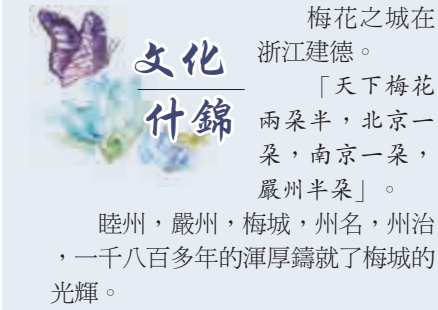 文化
什錦
梅花之城在
浙江建德。
「天下梅花
兩朵半，北京一
朵，南京一朵，
嚴州半朵」。
睦州，嚴州，梅城，州名，州治
，一千八百多年的渾厚鑄就了梅城的
光輝。